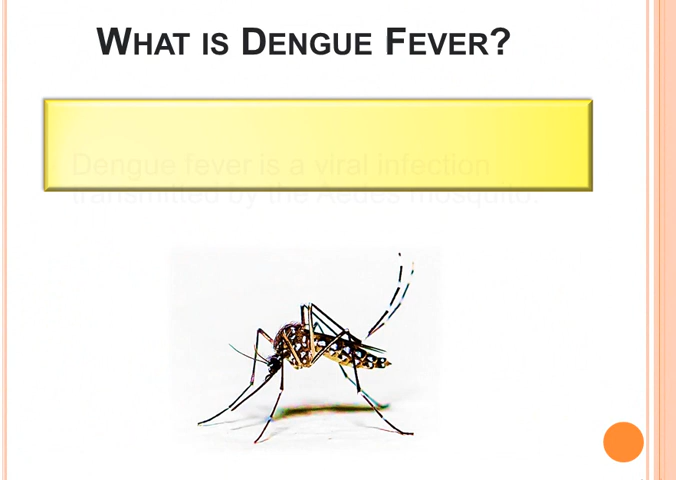 WHAT IS DENGUE FEVER?
Dengue fever is a viral infection
transmitted by the Aedes mosquito.